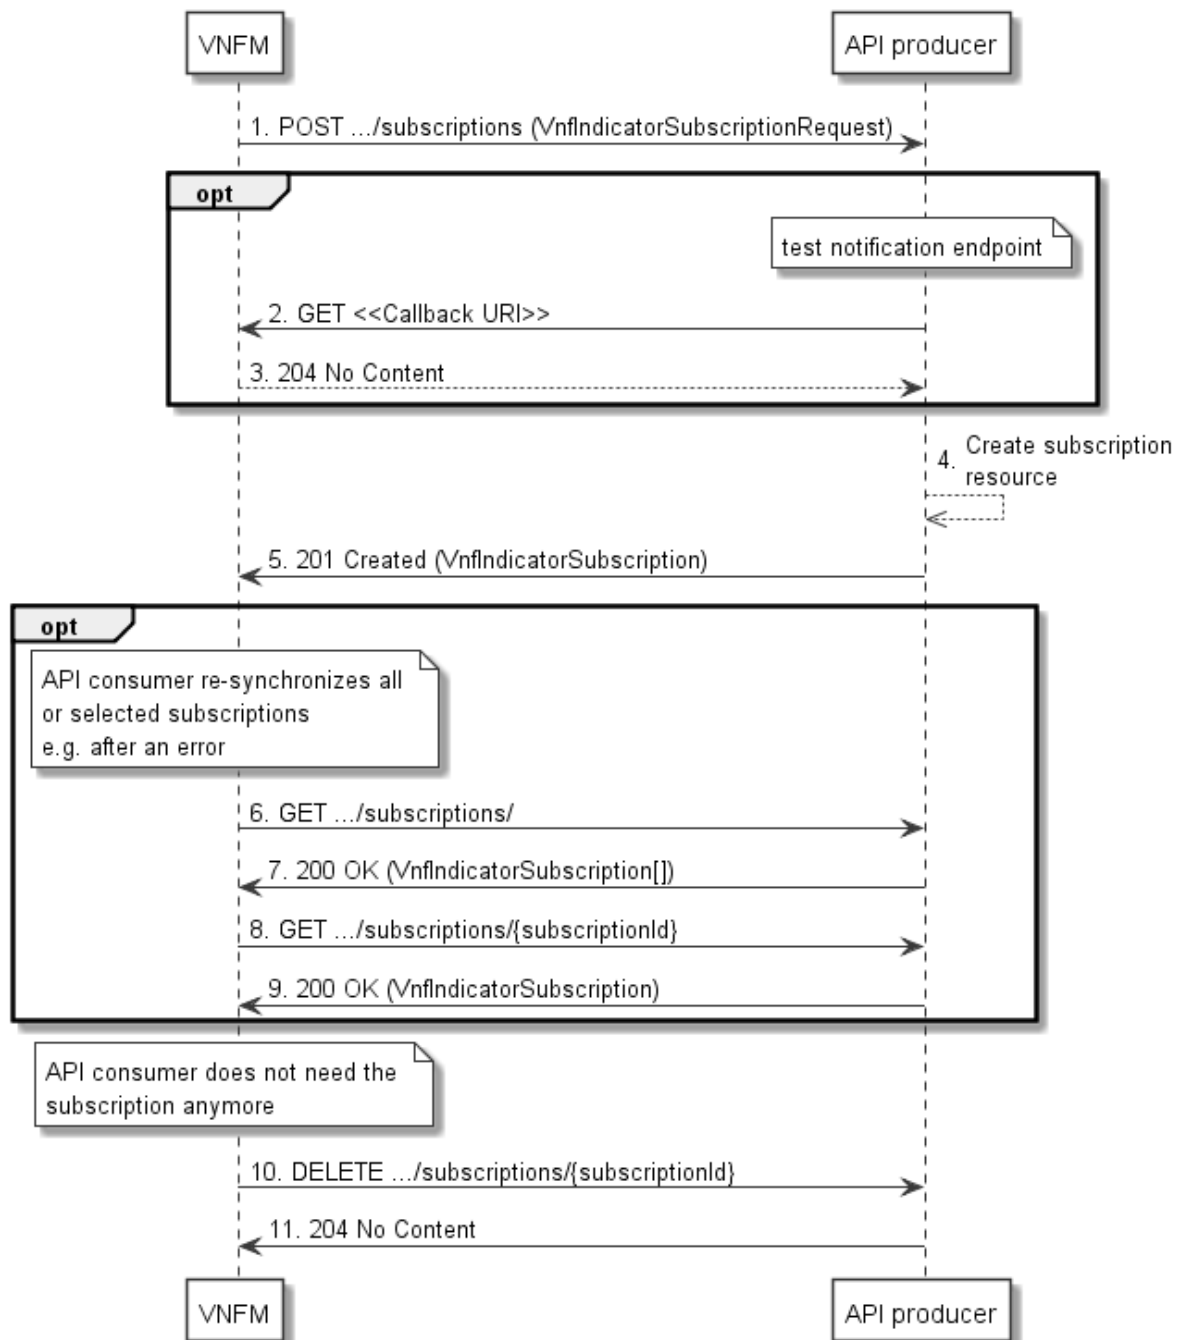 VNFM
API producer
1. POST .../subscriptions (VnfIndicatorSubscriptionRequest)
opt
test notification endpoint
2. GET <<Callback URI>>
3. 204 No Content
4. Create subscription
resource
5. 201 Created (VnfIndicatorSubscription)
opt
API consumer re-synchronizes all
or selected subscriptions
e.g. after an error
6. GET .../subscriptions/
7. 200 OK (VnfIndicatorSubscription[])
8. GET .../subscriptions/{subscriptionId}
9. 200 OK (VnfIndicatorSubscription)
API consumer does not need the
subscription anymore
10. DELETE .../subscriptions/{subscriptionId}
11. 204 No Content
VNFM
API producer